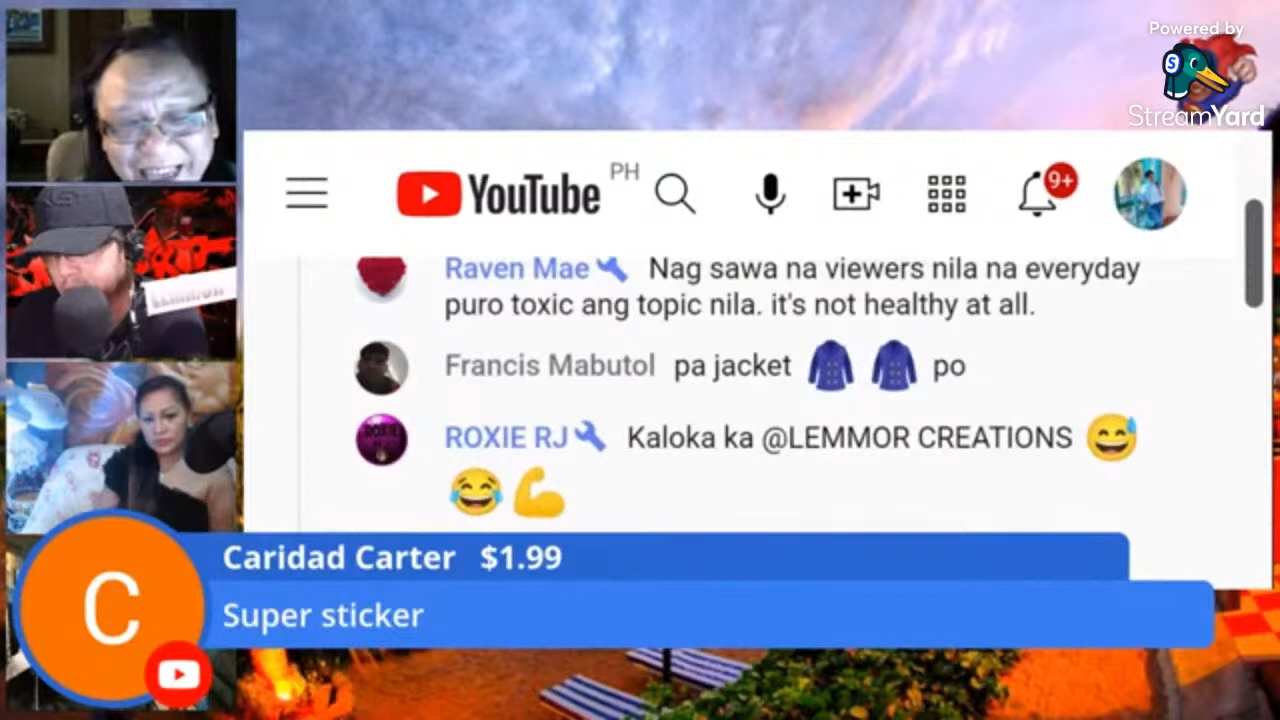 Powered by
S
StreamYard
YouTube PH
9+
Raven Mae Nag sawa na viewers nila na everyday
puro toxic ang topic nila. it's not healthy at all.
Francis Mabutol pa jacket 🧥 🧥 po
ROXIE RJ Kaloka ka @LEMMOR CREATIONS 😅
😂 💪
Caridad Carter $1.99
C
Super sticker